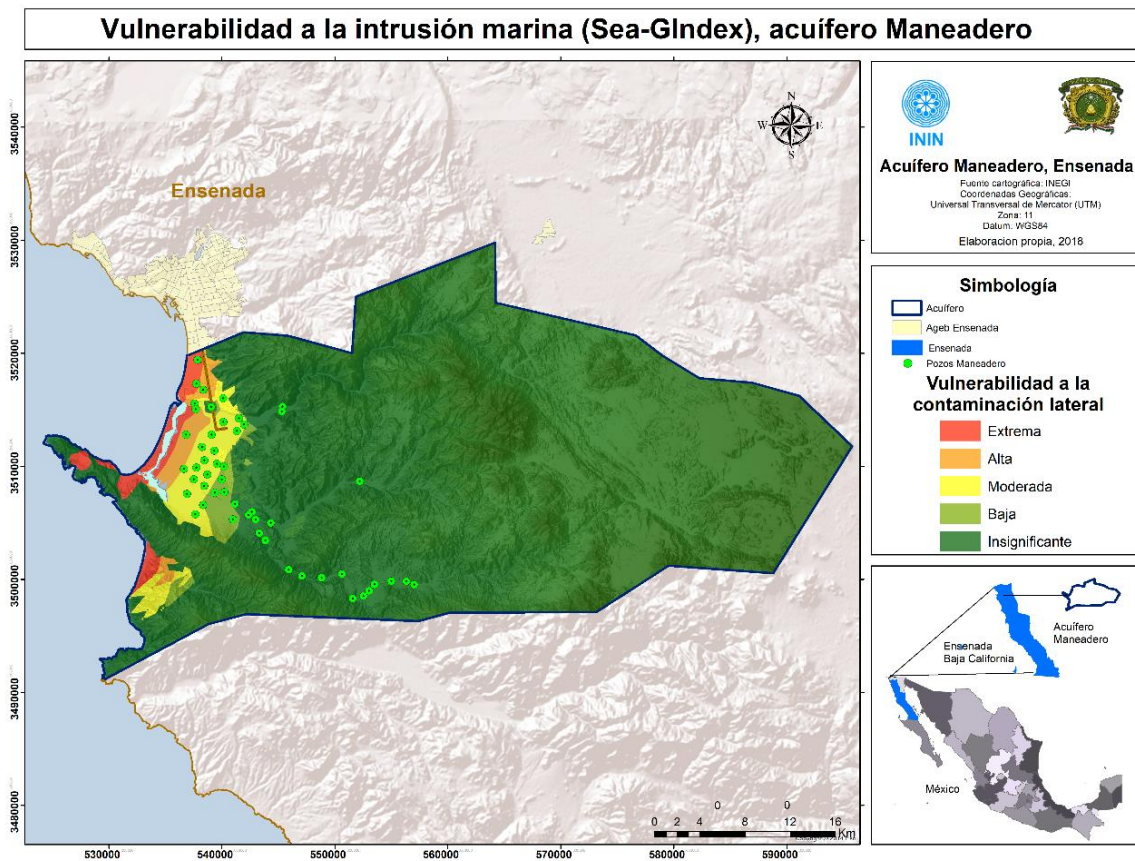 Vulnerabilidad a la intrusión marina (Sea-GIndex), acuífero Maneadero
N
W
E
S
Ensenada
3540000
3530000
3520000
3510000
3500000
3490000
3480000
530000
540000
550000
560000
570000
580000
590000
0
0
0 2 4 8 12 16
Km
ININ
Acuífero Maneadero, Ensenada
Fuente cartográfica: INEGI
Coordenadas Geográficas:
Universal Transversal de Mercator (UTM)
Zona: 11
Datum: WGS84
Elaboracion propia, 2018
Simbología
Acuífero
Ageb Ensenada
Ensenada
Pozos Maneadero
Vulnerabilidad a la
contaminación lateral
Extrema
Alta
Moderada
Baja
Insignificante
Ensenada
Baja California
Acuífero
Maneadero
México